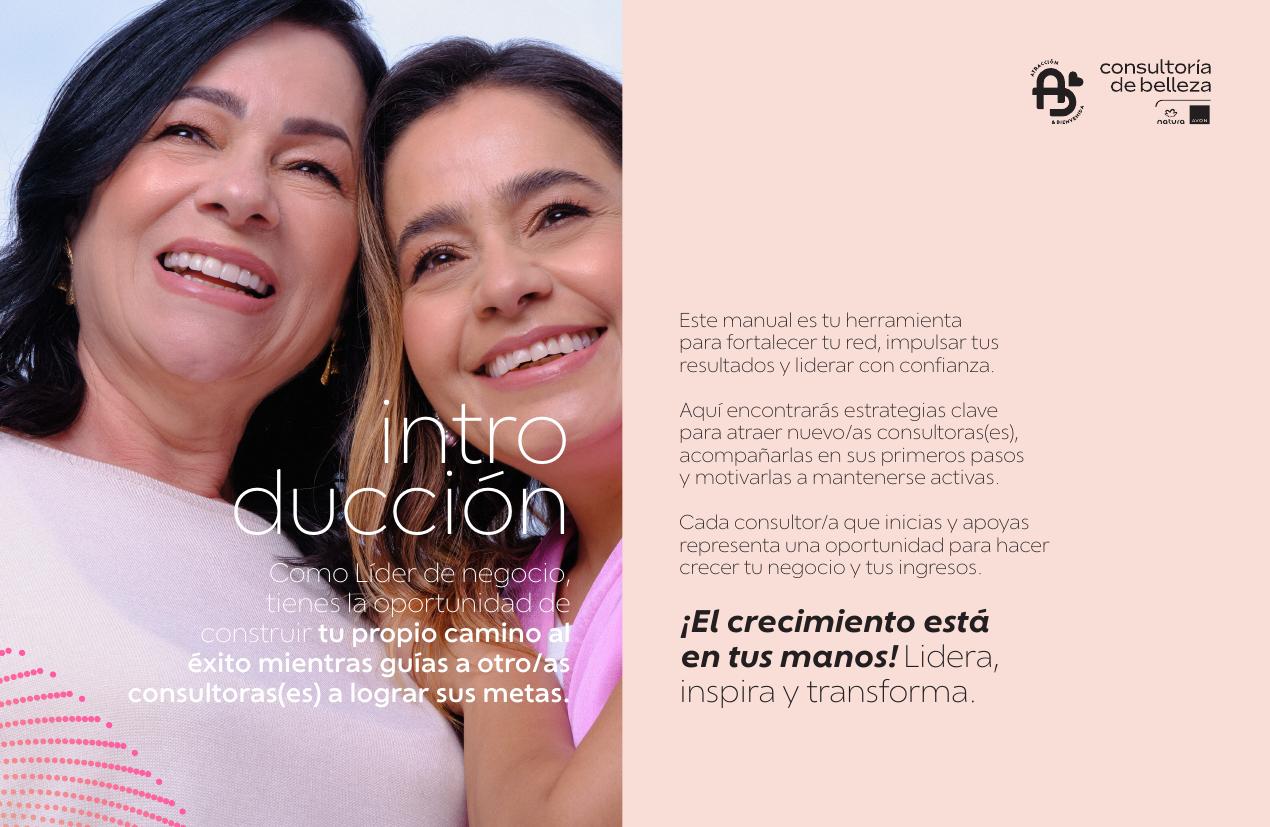 intro
ducción
Como Líder de negocio,
tienes la oportunidad de
construir tu propio camino al
éxito mientras guías a otro/as
consultoras(es) a lograr sus metas.
ATRACCIÓN
AB
& BIENVENIDA
consultoría
de belleza
natura
AVON
Este manual es tu herramienta
para fortalecer tu red, impulsar tus
resultados y liderar con confianza.
Aquí encontrarás estrategias clave
para atraer nuevo/as consultoras(es),
acompañarlas en sus primeros pasos
y motivarlas a mantenerse activas.
Cada consultor/a que inicias y apoyas
representa una oportunidad para hacer
crecer tu negocio y tus ingresos.
¡El crecimiento está
en tus manos! Lidera,
inspira y transforma.